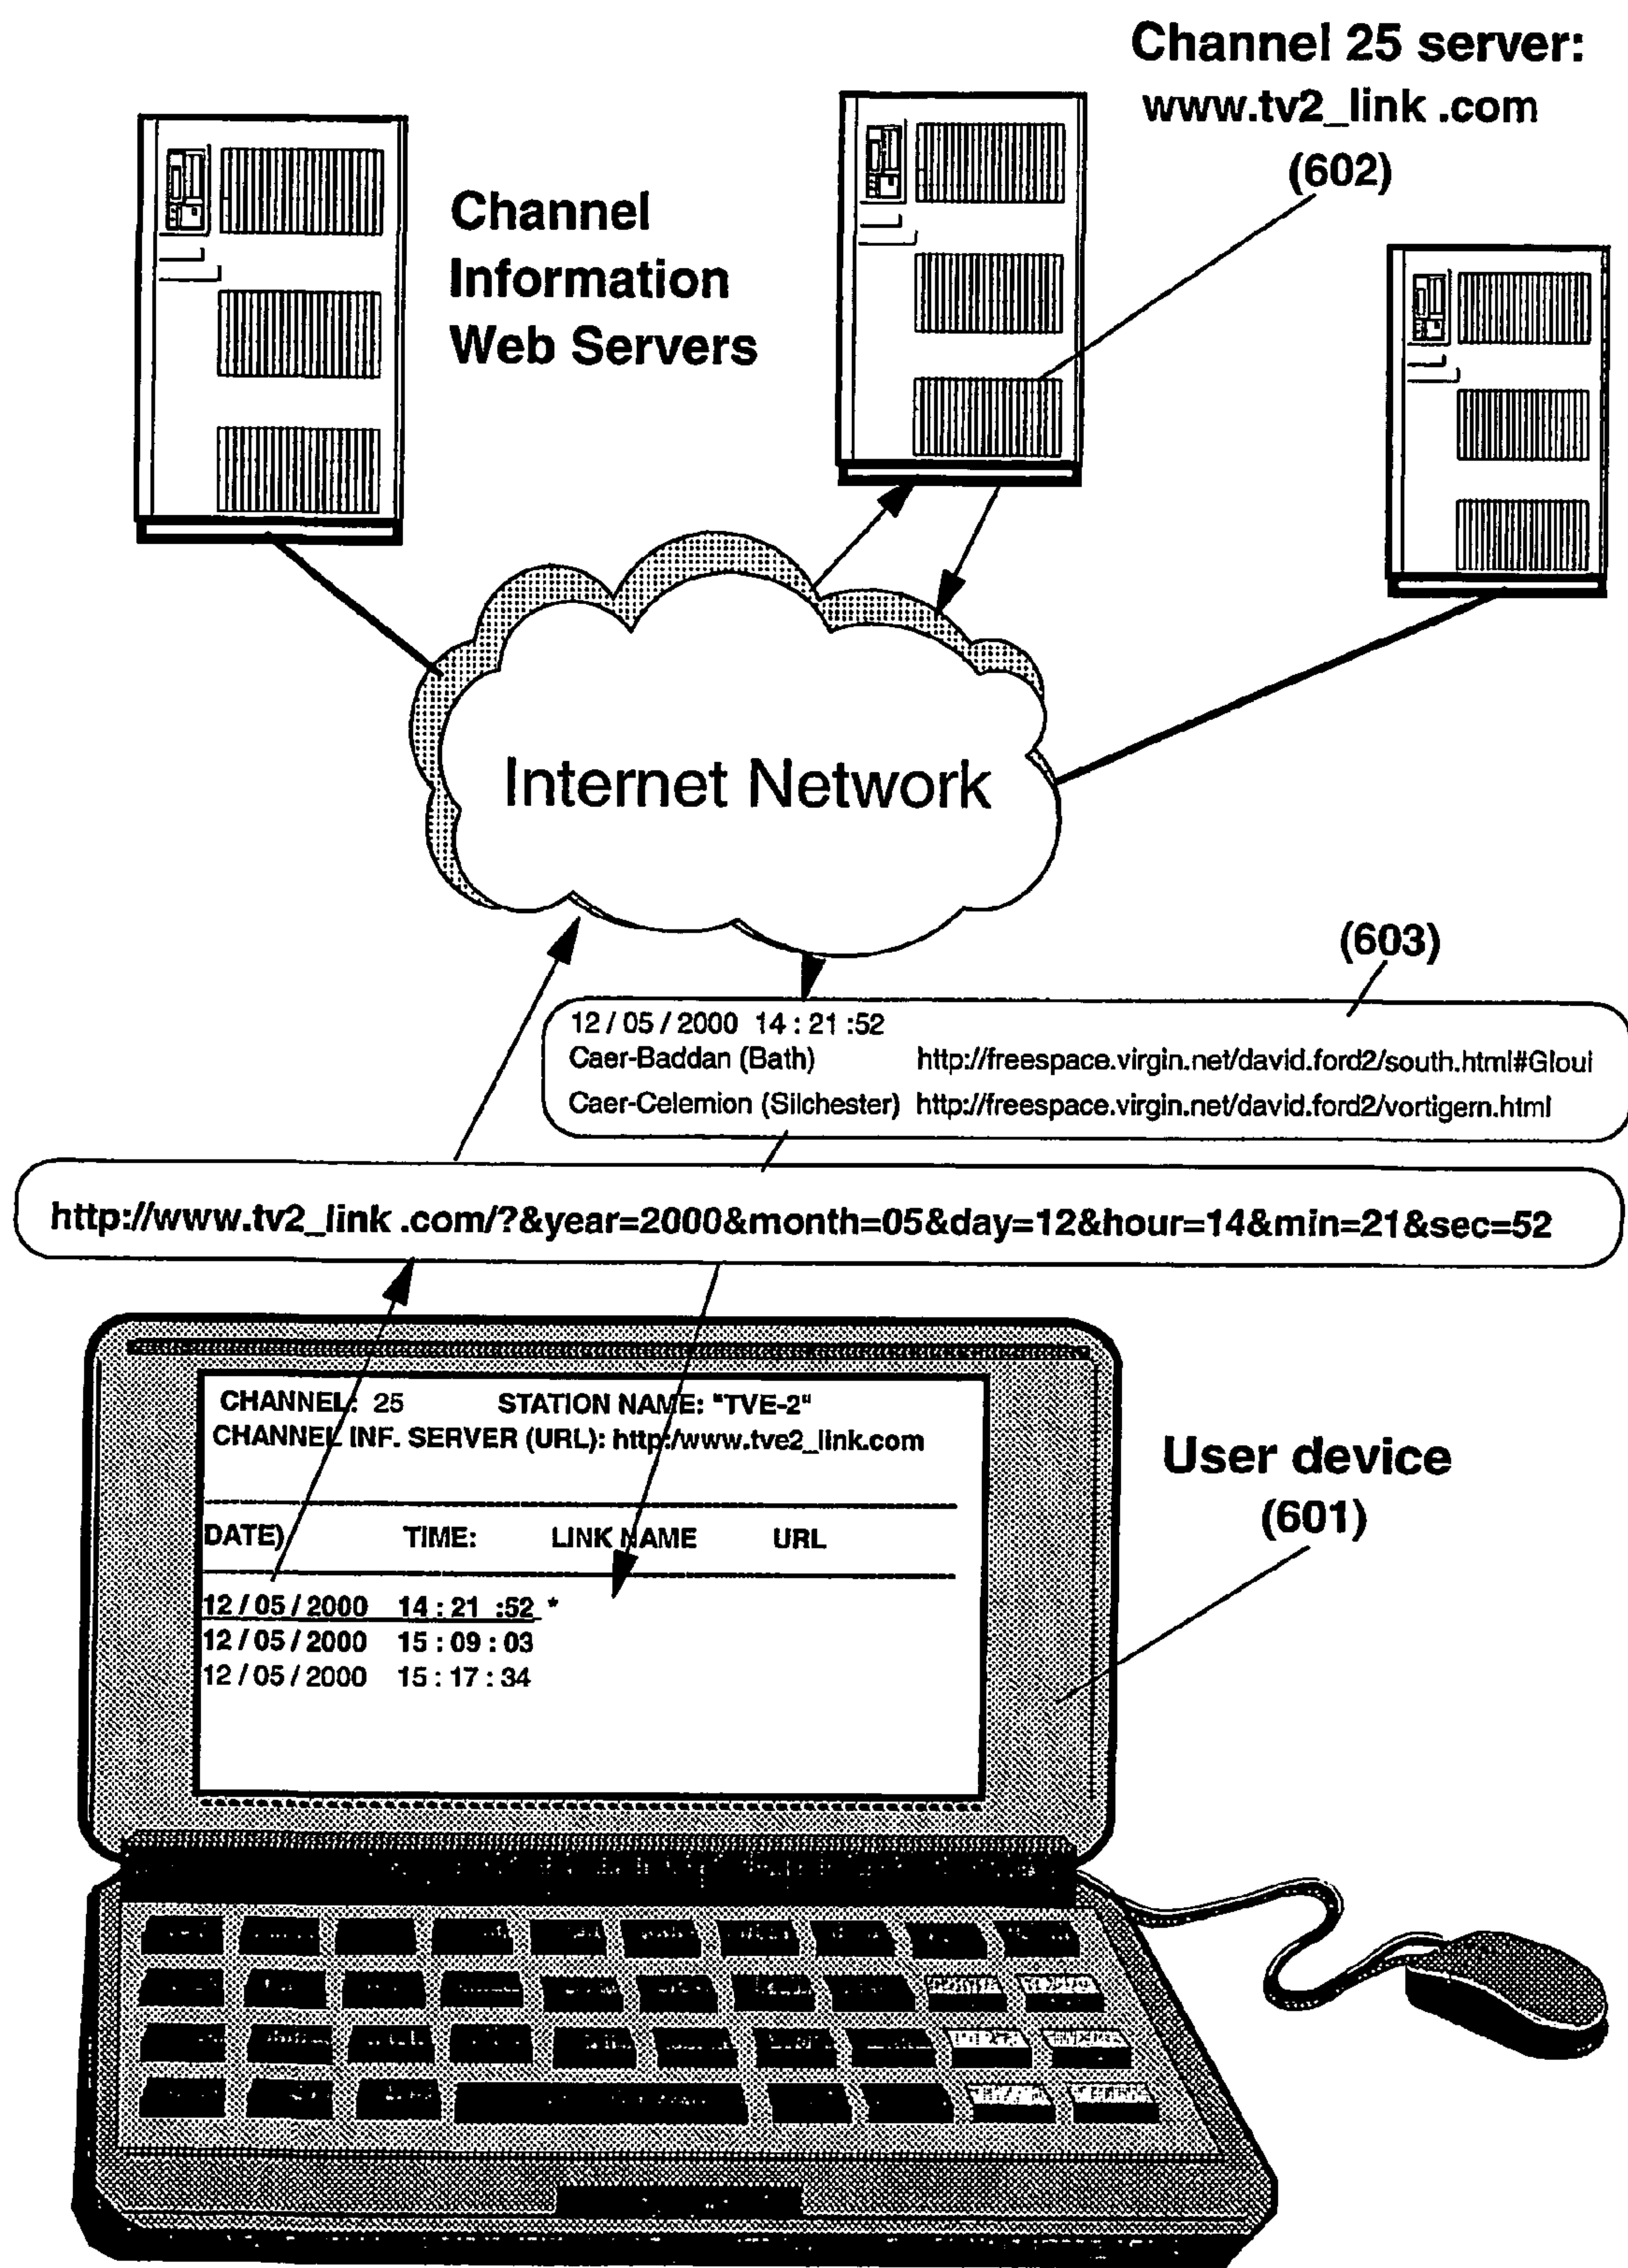 Channel 25 server:
www.tv2_link .com
(602)
Channel
Information
Web Servers
Internet Network
(603)
12 / 05 / 2000 14 : 21 :52
Caer-Baddan (Bath) http://freespace.virgin.net/david.ford2/south.html#Gloui
Caer-Celemion (Silchester) http://freespace.virgin.net/david.ford2/vortigern.html
http://www.tv2_link .com/?&year=2000&month=05&day=12&hour=14&min=21&sec=52
CHANNEL: 25 STATION NAME: "TVE-2"
CHANNEL INF. SERVER (URL): http:/www.tve2_link.com
DATE) TIME: LINK NAME URL
12 / 05 / 2000 14 : 21 :52 *
12 / 05 / 2000 15 : 09 : 03
12 / 05 / 2000 15 : 17 : 34
User device
(601)